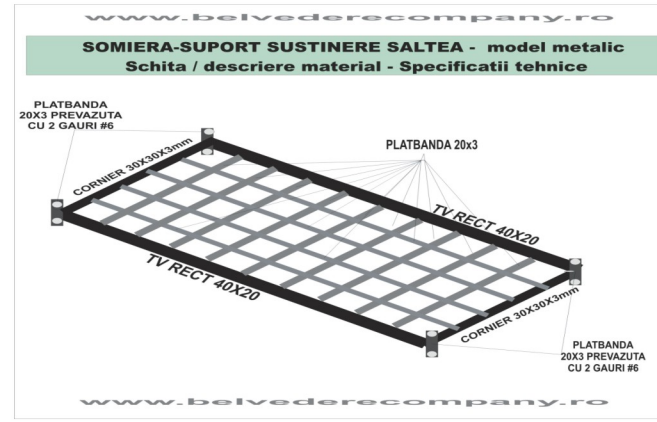 www.belvederecompany.ro
SOMIERA-SUPORT SUSTINERE SALTEA - model metalic
Schita / descriere material - Specificatii tehnice
PLATBANDA
20X3 PREVAZUTA
CU 2 GAURI #6
PLATBANDA 20x3
CORNIER 30X30X3mm
TV RECT 40X20
TV RECT 40X20
CORNIER 30X30X3mm
PLATBANDA
20X3 PREVAZUTA
CU 2 GAURI #6
www.belvederecompany.ro